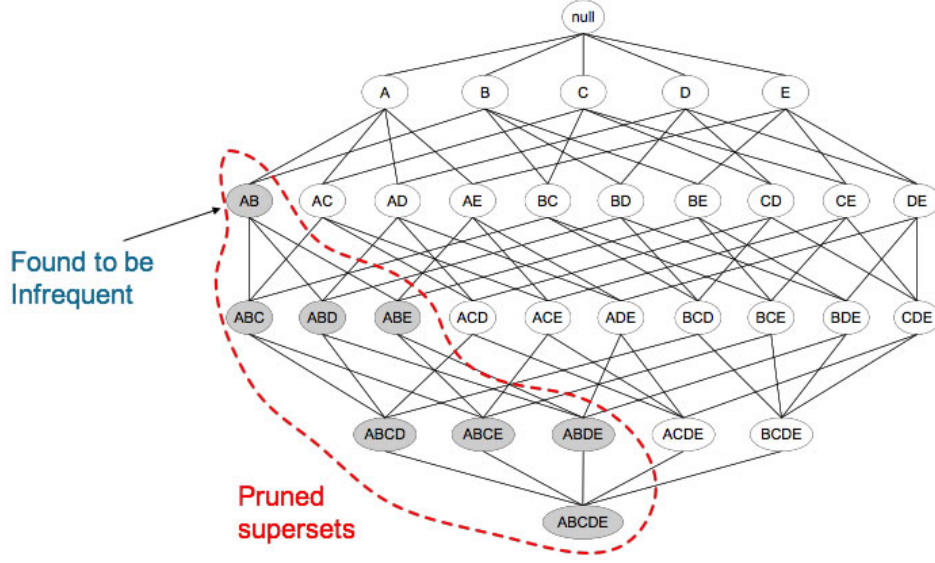 null
A B C D E
AB AC AD AE BC BD BE CD CE DE
Found to be
Infrequent
ABC ABD ABE ACD ACE ADE BCD BCE BDE CDE
ABCD ABCE ABDE ACDE BCDE
Pruned
supersets
ABCDE